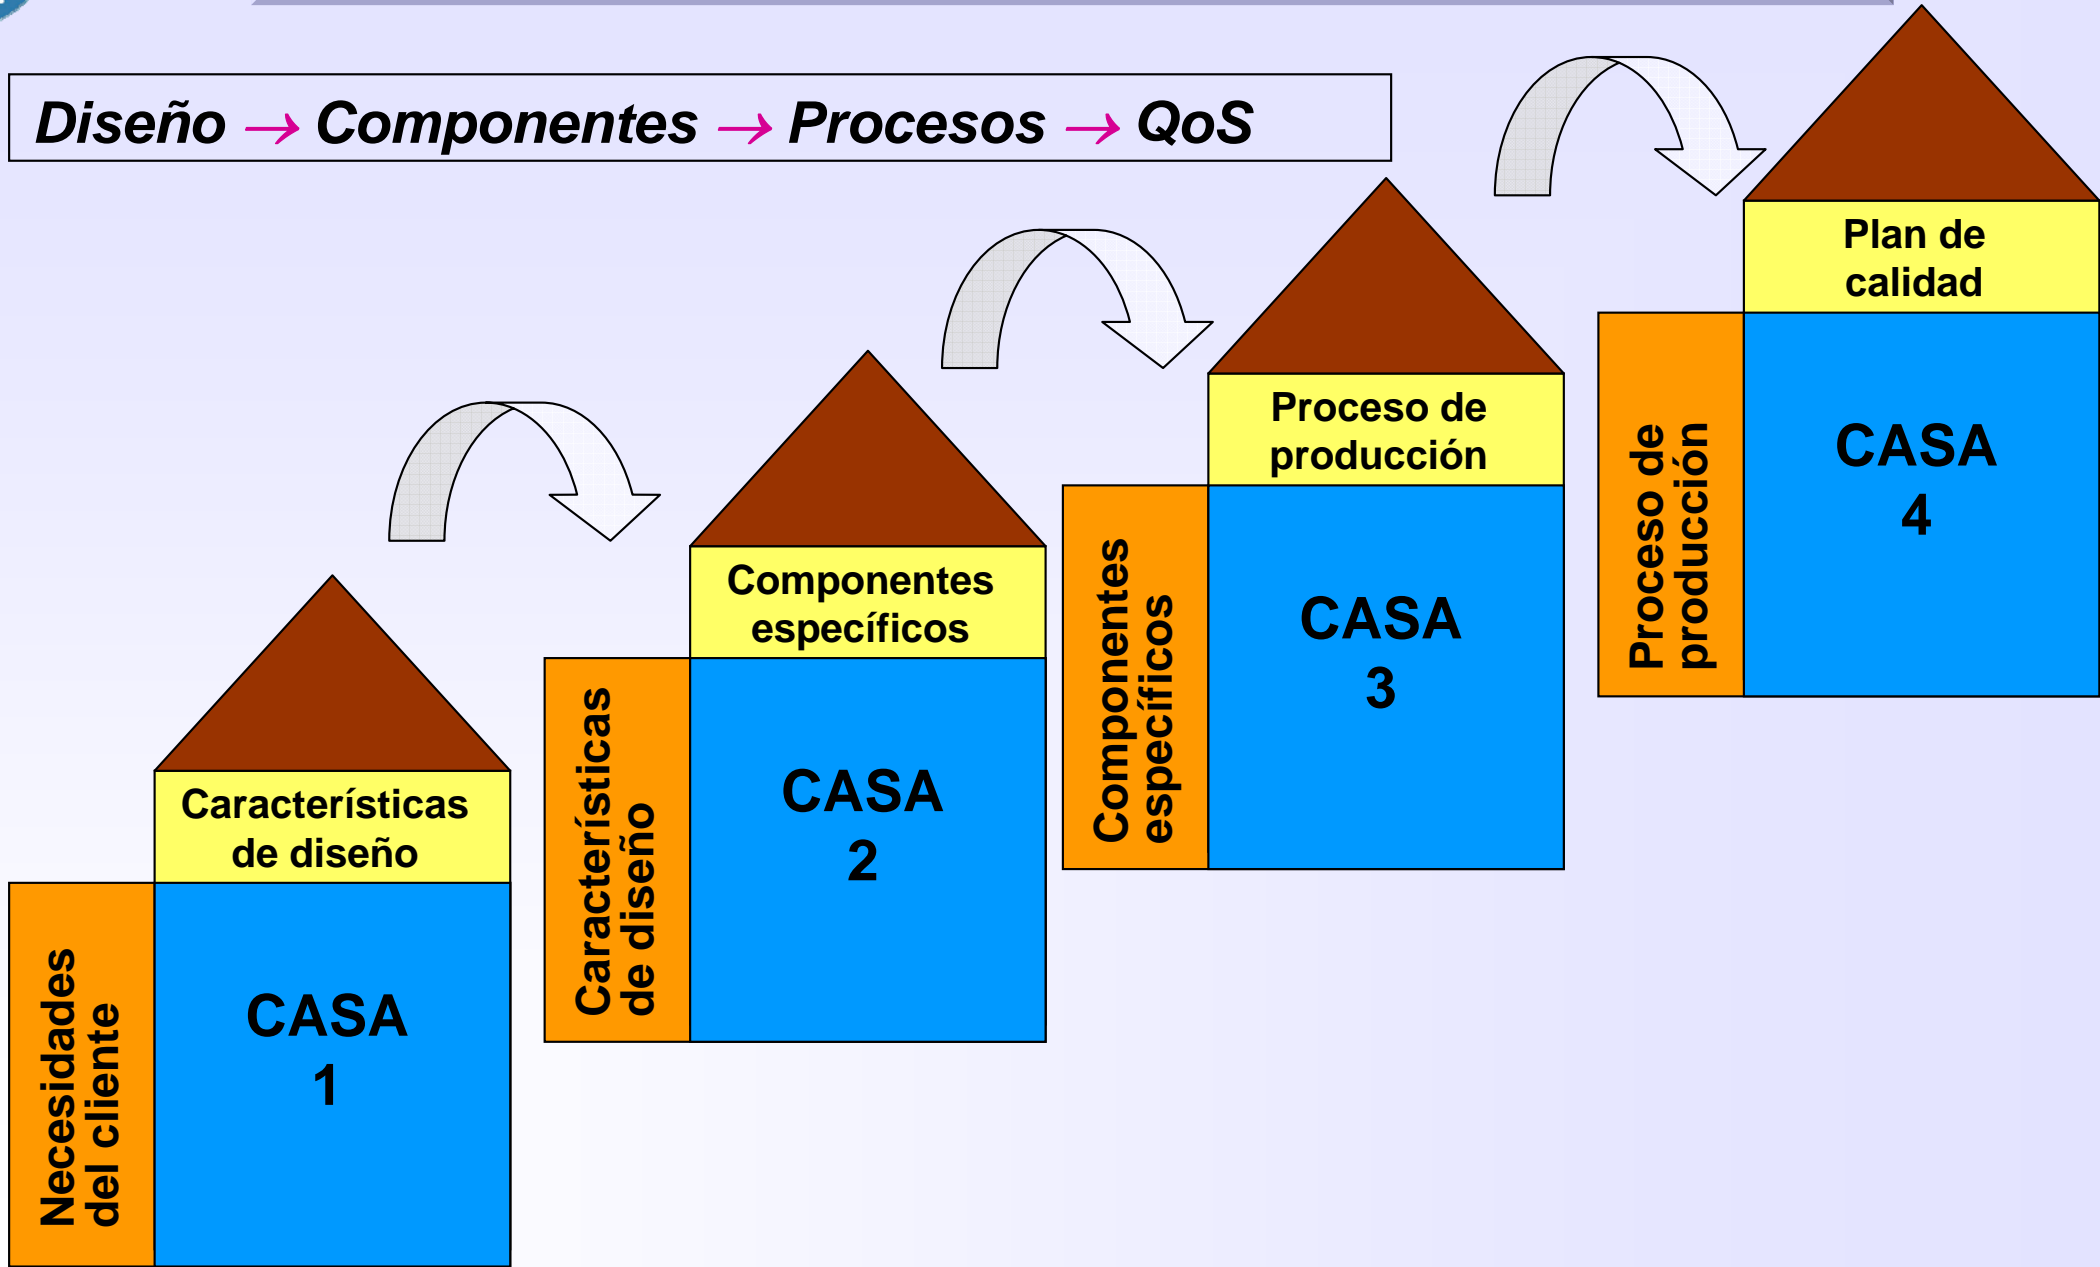 Diseño → Componentes → Procesos → QoS
Necesidades
del cliente
Características
de diseño
CASA
1
Características
de diseño
Componentes
específicos
CASA
2
Componentes
específicos
Proceso de
producción
CASA
3
Proceso de
producción
Plan de
calidad
CASA
4